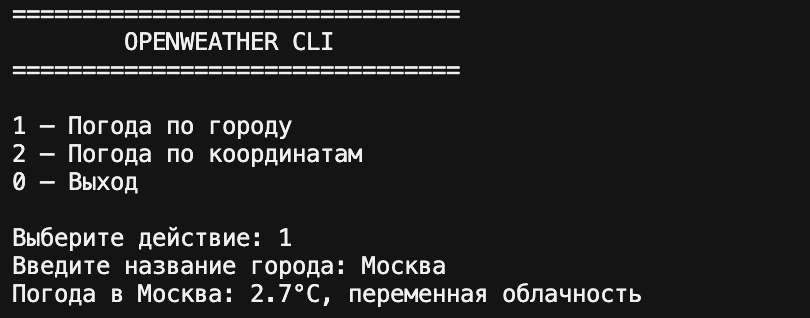 ================================
OPENWEATHER CLI
================================
1 — Погода по городу
2 — Погода по координатам
0 — Выход
Выберите действие: 1
Введите название города: Москва
Погода в Москва: 2.7°C, переменная облачность